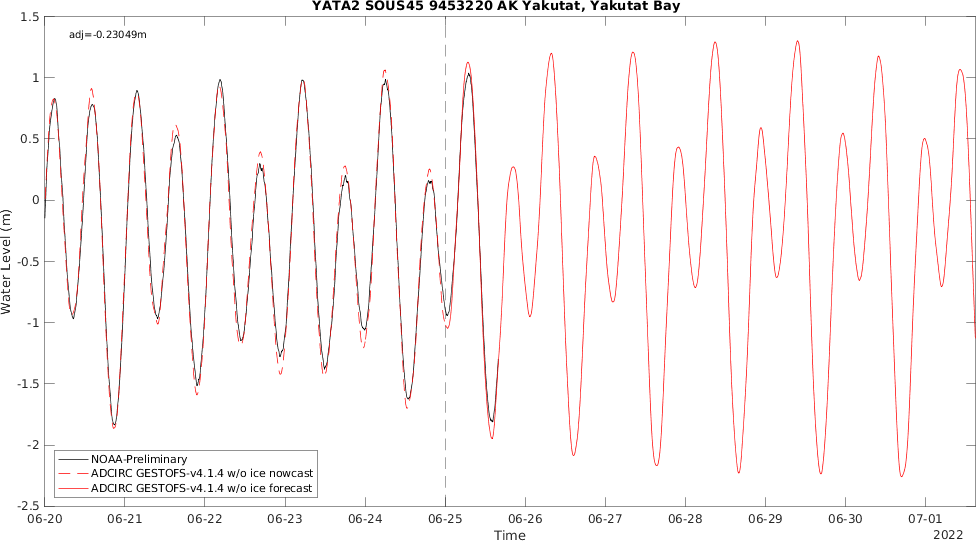 YATA2 SOUS45 9453220 AK Yakutat, Yakutat Bay
adj=-0.23049m
1.5
1
0.5
0
-0.5
-1
-1.5
-2
-2.5
Water Level (m)
NOAA-Preliminary
ADCIRC GESTOFS-v4.1.4 w/o ice nowcast
ADCIRC GESTOFS-v4.1.4 w/o ice forecast
06-20 06-21 06-22 06-23 06-24 06-25 06-26 06-27 06-28 06-29 06-30 07-01
Time
2022